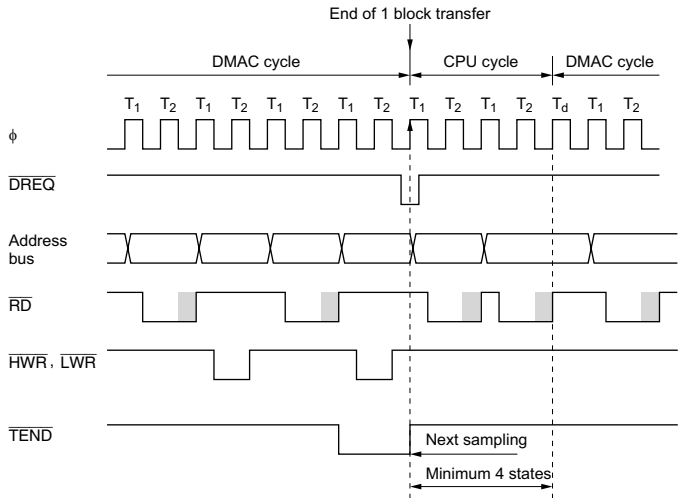 End of 1 block transfer
DMAC cycle CPU cycle DMAC cycle
T1 T2 T1 T2 T1 T2 T1 T2 T1 T2 T1 T2 Td T1 T2
ϕ
DREQ
Address
bus
RD
HWR, LWR
TEND
Next sampling
Minimum 4 states